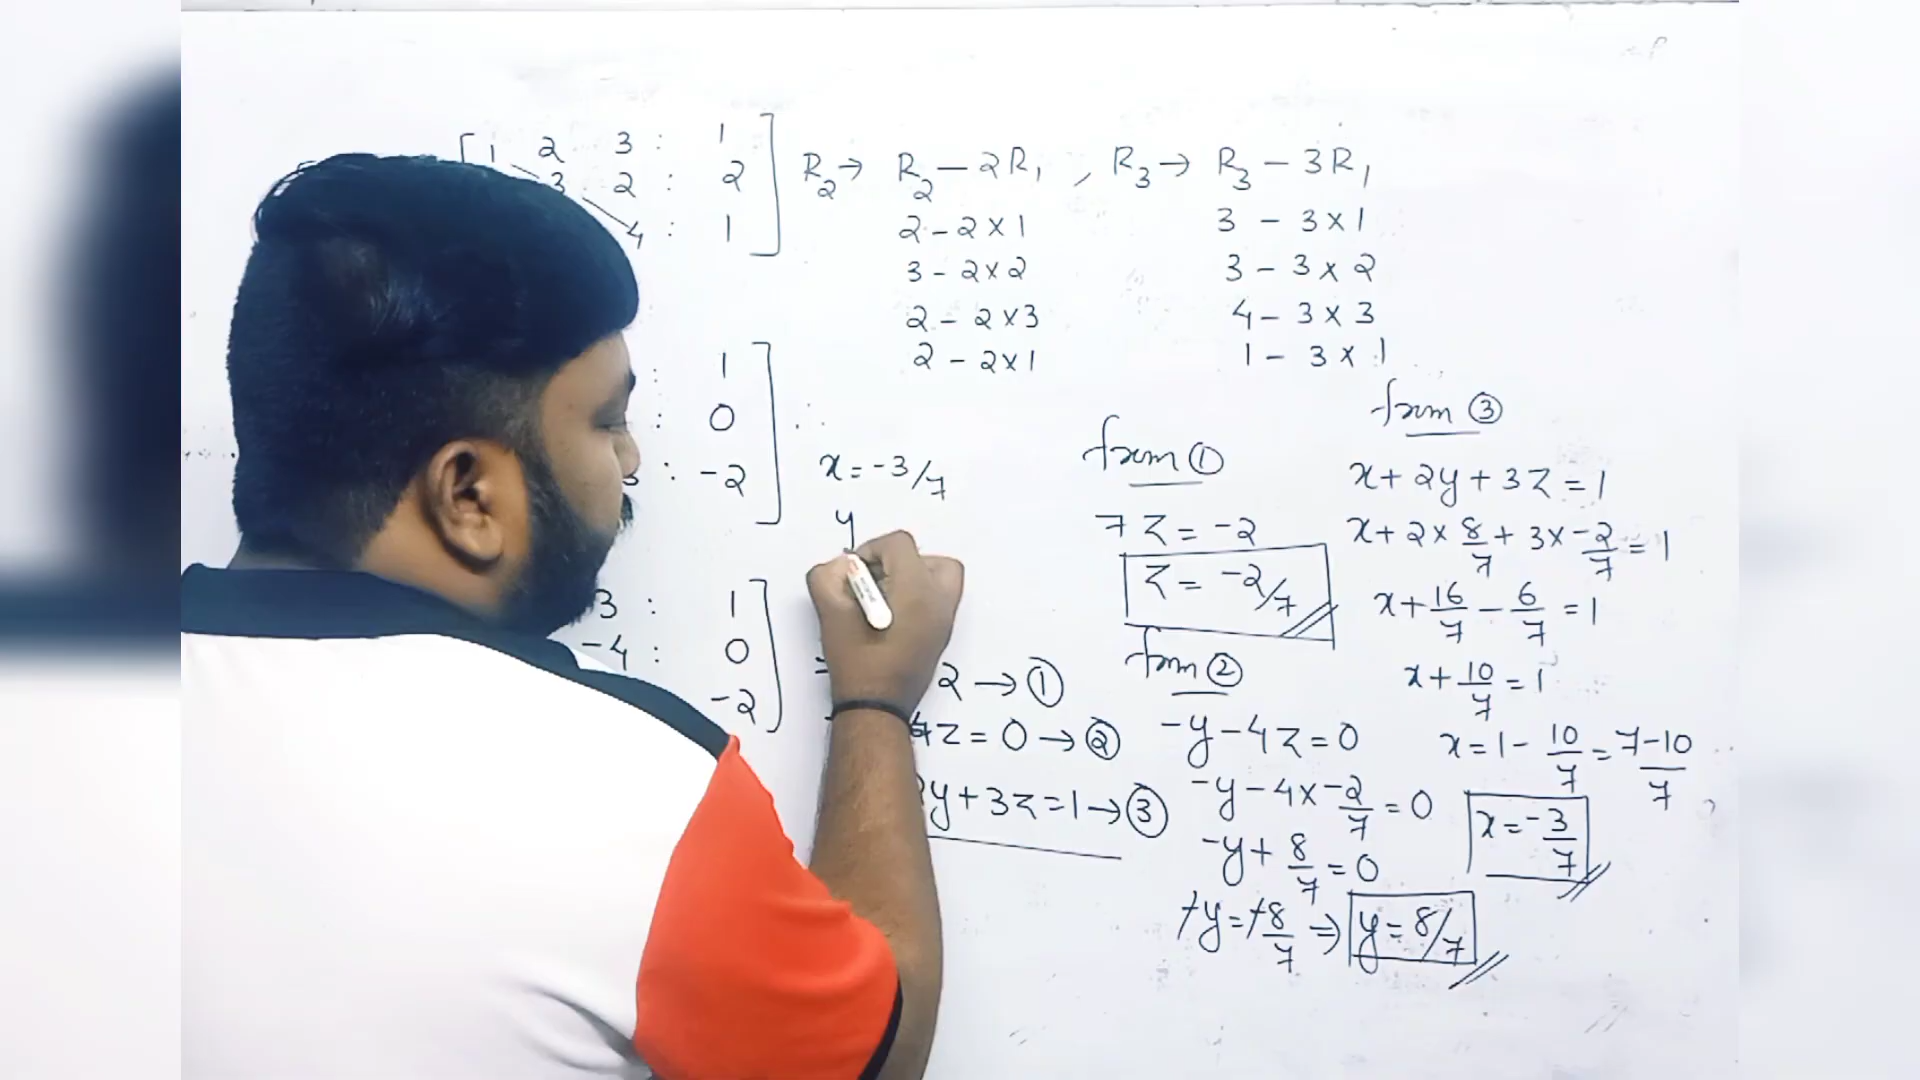 [ 1 2 3 : 1 ] R₂ → R₂ - 2R₁ , R₃ → R₃ - 3R₁
3 2 : 2
4 : 1
2 - 2 x 1
3 - 2 x 2
2 - 2 x 3
2 - 2 x 1
3 - 3 x 1
3 - 3 x 2
4 - 3 x 3
1 - 3 x 1
: 1 ]
: 0
3 : -2
x = -3/7
y
3 : 1 ]
-4 : 0
-2
2 → ①
4z = 0 → ②
y + 3z = 1 → ③
from ①
7z = -2
z = -2/7
from ②
-y - 4z = 0
-y - 4 x -2/7 = 0
-y + 8/7 = 0
-y = -8/7 ⇒ y = 8/7
from ③
x + 2y + 3z = 1
x + 2 x 8/7 + 3 x -2/7 = 1
x + 16/7 - 6/7 = 1
x + 10/7 = 1
x = 1 - 10/7 = 7-10/7
x = -3/7